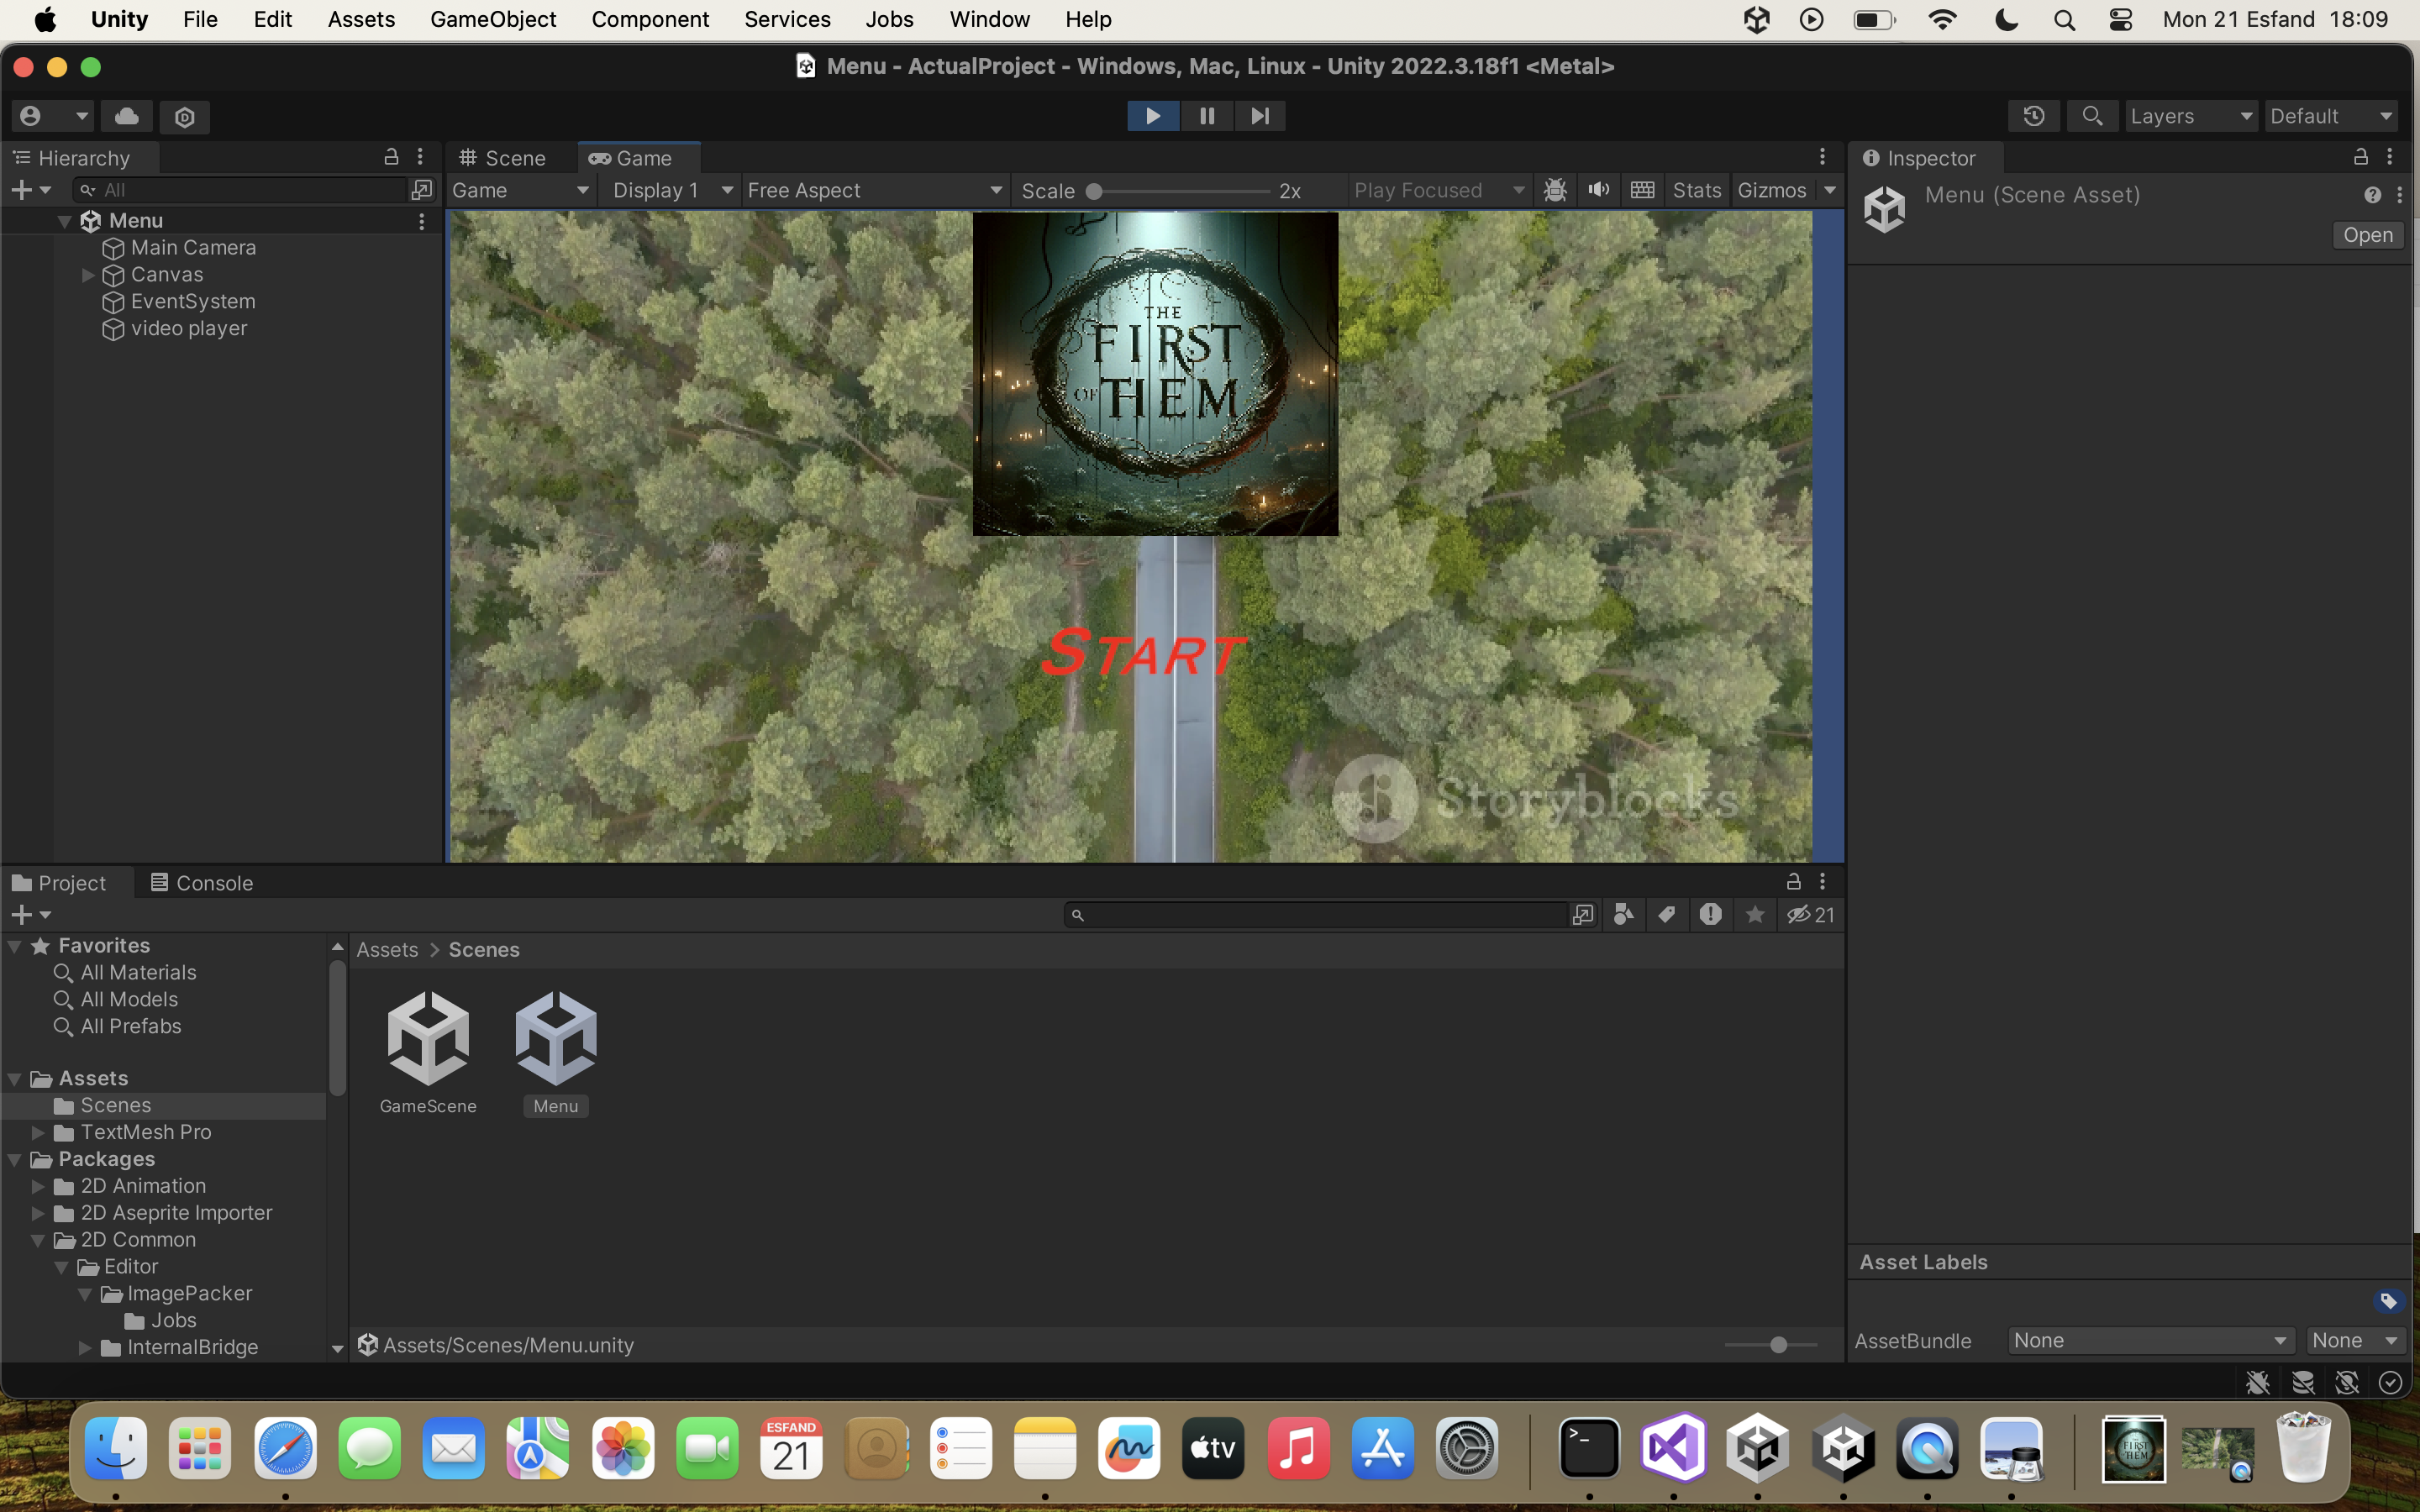 Unity File Edit Assets GameObject Component Services Jobs Window Help Mon 21 Esfand 18:09
Menu - ActualProject - Windows, Mac, Linux - Unity 2022.3.18f1 <Metal>
Layers Default
Hierarchy Scene Game Inspector
All Game Display 1 Free Aspect Scale 2x Play Focused Stats Gizmos Menu (Scene Asset)
Open
Menu
Main Camera
Canvas
EventSystem
video player
THE
FIRST
OF THEM
START
Storyblocks
Project Console
21
Favorites
All Materials
All Models
All Prefabs
Assets
Scenes
TextMesh Pro
Packages
2D Animation
2D Aseprite Importer
2D Common
Editor
ImagePacker
Jobs
InternalBridge
Assets > Scenes
GameScene Menu
Assets/Scenes/Menu.unity
Asset Labels
AssetBundle None None
ESFAND
21
tv
THE
FIRST
OF THEM